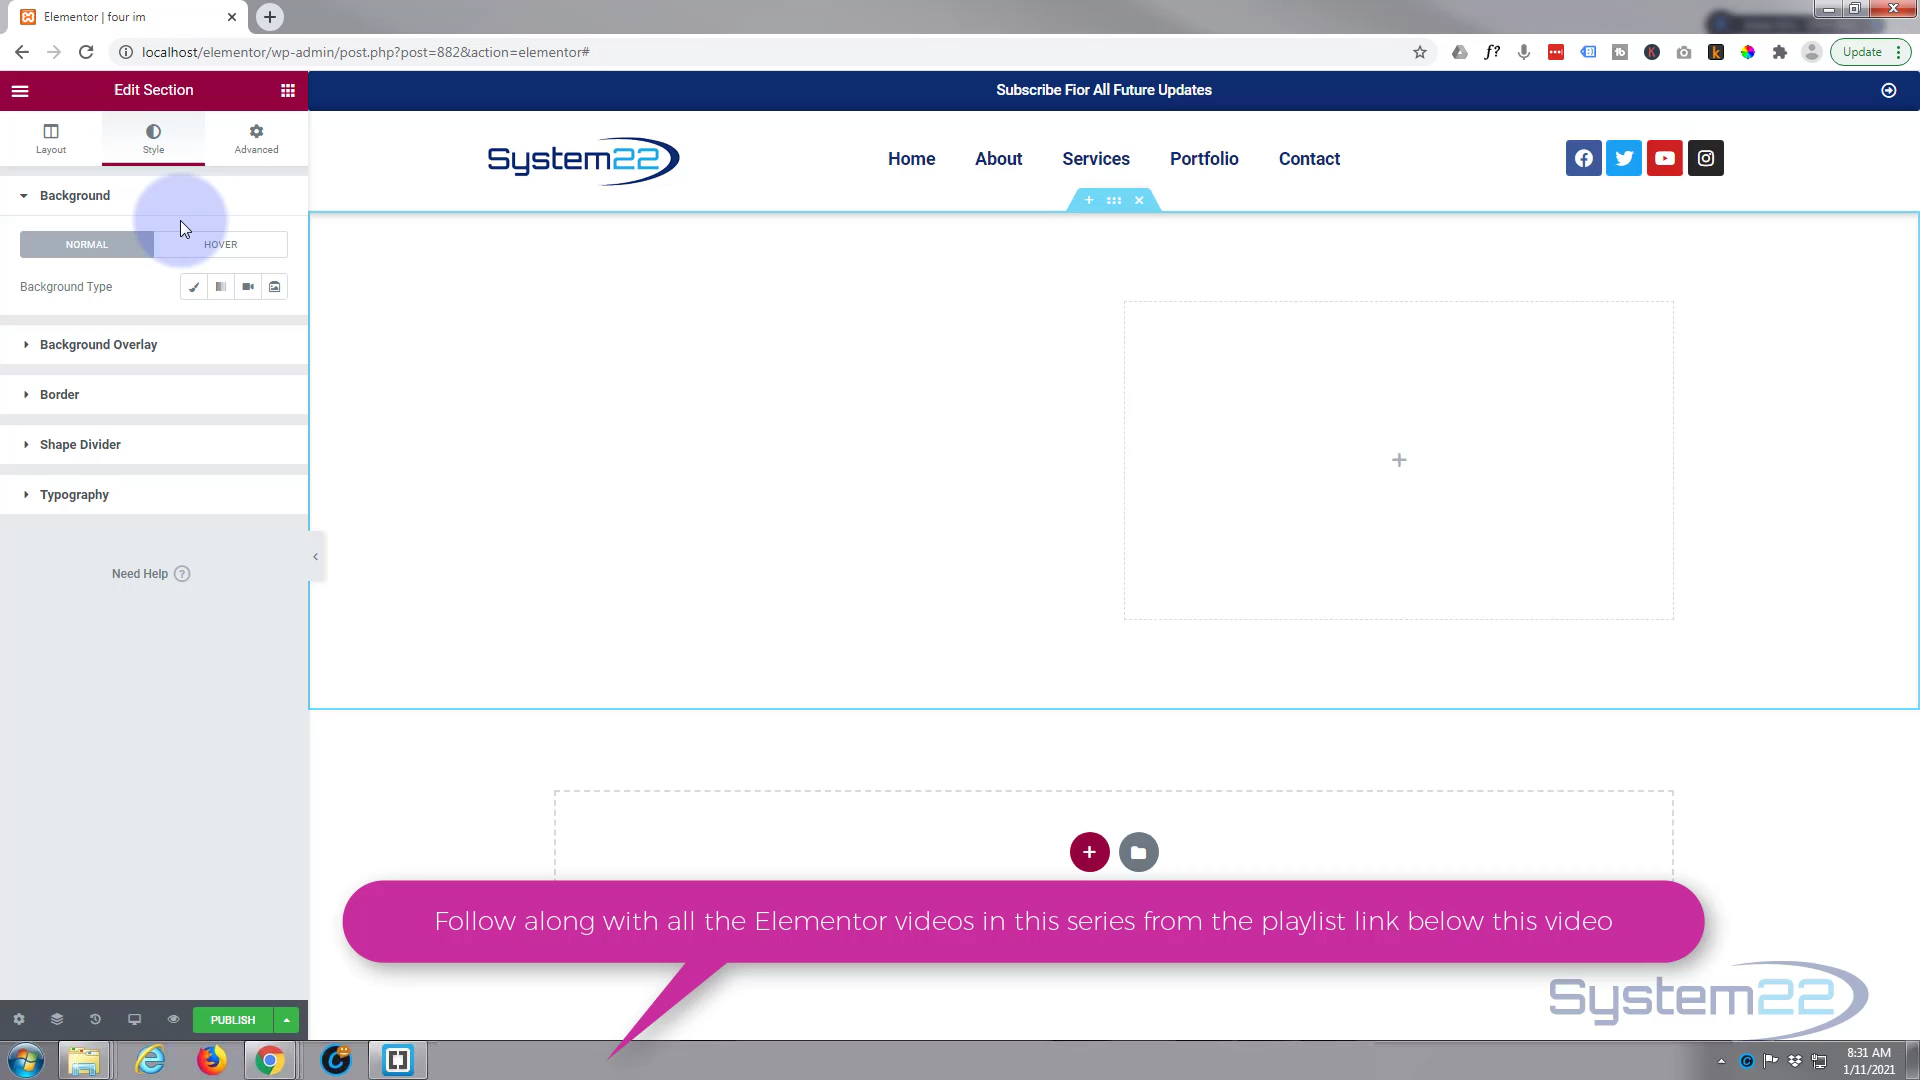 Elementor | four im
localhost/elementor/wp-admin/post.php?post=882&action=elementor#
Update
Edit Section
Subscribe Fior All Future Updates
Layout
Style
Advanced
System22
Home
About
Services
Portfolio
Contact
Background
NORMAL
HOVER
Background Type
Background Overlay
Border
Shape Divider
Typography
Need Help
Follow along with all the Elementor videos in this series from the playlist link below this video
System22
PUBLISH
8:31 AM
1/11/2021